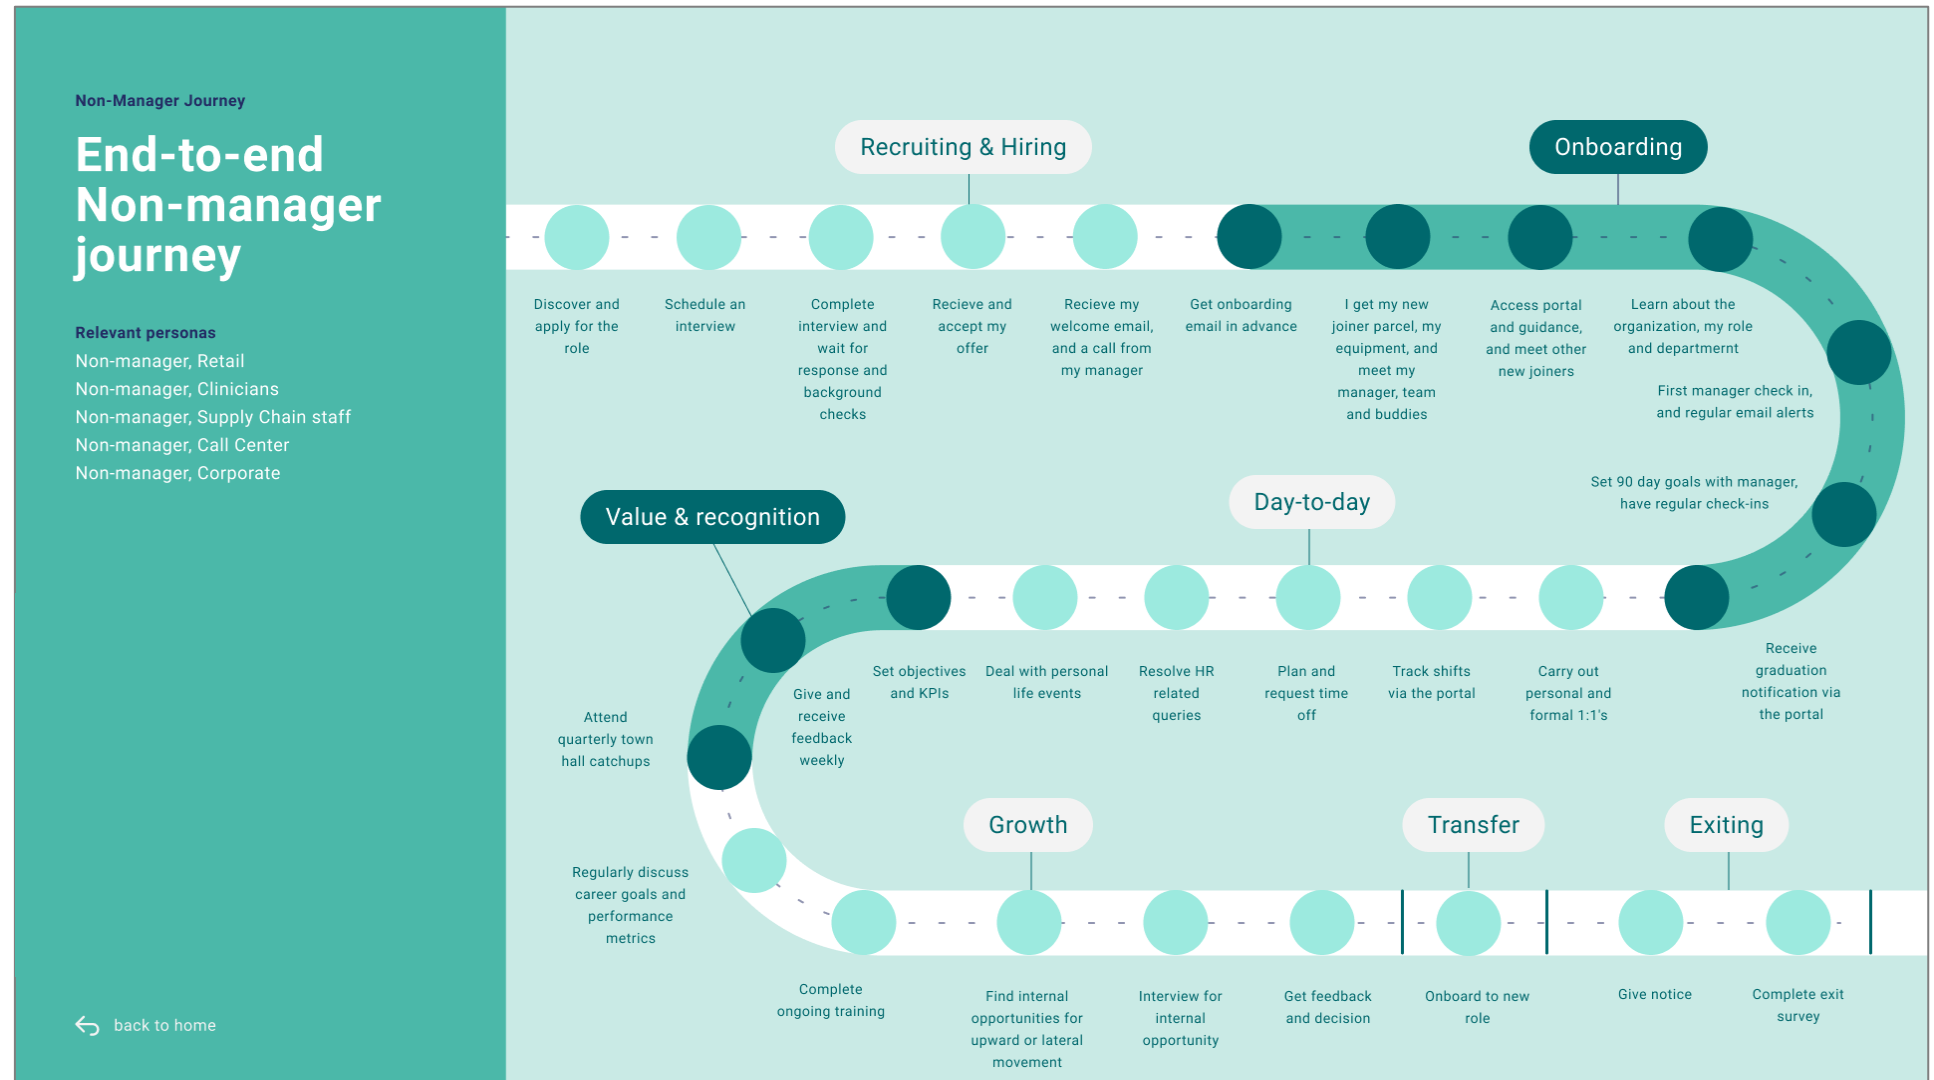 Non-Manager Journey
End-to-end
Non-manager
journey
Relevant personas
Non-manager, Retail
Non-manager, Clinicians
Non-manager, Supply Chain staff
Non-manager, Call Center
Non-manager, Corporate
back to home
Recruiting & Hiring
Onboarding
Discover and
apply for the
role
Schedule an
interview
Complete
interview and
wait for
response and
background
checks
Recieve and
accept my
offer
Recieve my
welcome email,
and a call from
my manager
Get onboarding
email in advance
I get my new
joiner parcel, my
equipment, and
meet my
manager, team
and buddies
Access portal
and guidance,
and meet other
new joiners
Learn about the
organization, my role
and departmernt
First manager check in,
and regular email alerts
Set 90 day goals with manager,
have regular check-ins
Receive
graduation
notification via
the portal
Day-to-day
Carry out
personal and
formal 1:1's
Track shifts
via the portal
Plan and
request time
off
Resolve HR
related
queries
Deal with personal
life events
Value & recognition
Set objectives
and KPIs
Give and
receive
feedback
weekly
Attend
quarterly town
hall catchups
Regularly discuss
career goals and
performance
metrics
Complete
ongoing training
Growth
Find internal
opportunities for
upward or lateral
movement
Interview for
internal
opportunity
Get feedback
and decision
Transfer
Onboard to new
role
Exiting
Give notice
Complete exit
survey